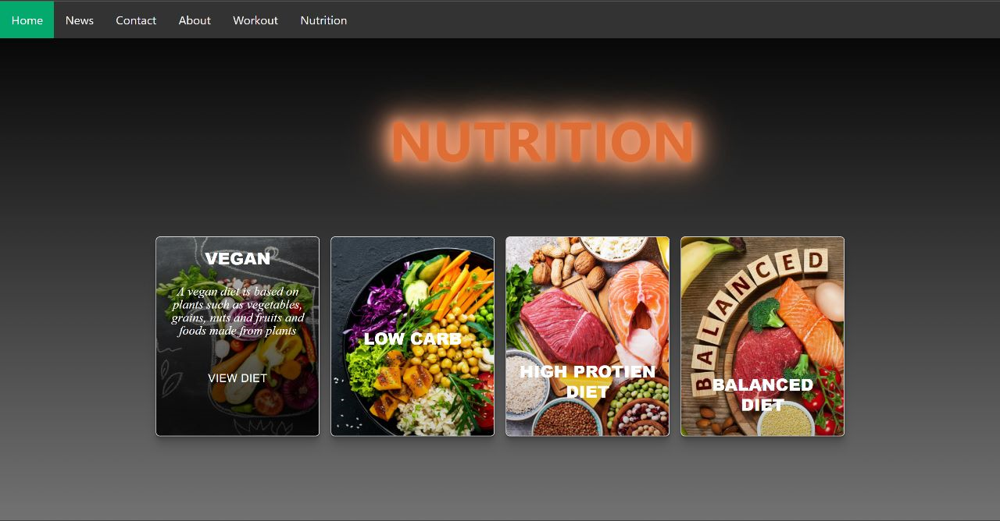 Home News Contact About Workout Nutrition
NUTRITION
VEGAN
A vegan diet is based on
plants such as vegetables,
grains, nuts and fruits and
foods made from plants
VIEW DIET
LOW CARB
HIGH PROTIEN
DIET
BALANCED
BALANCED
DIET